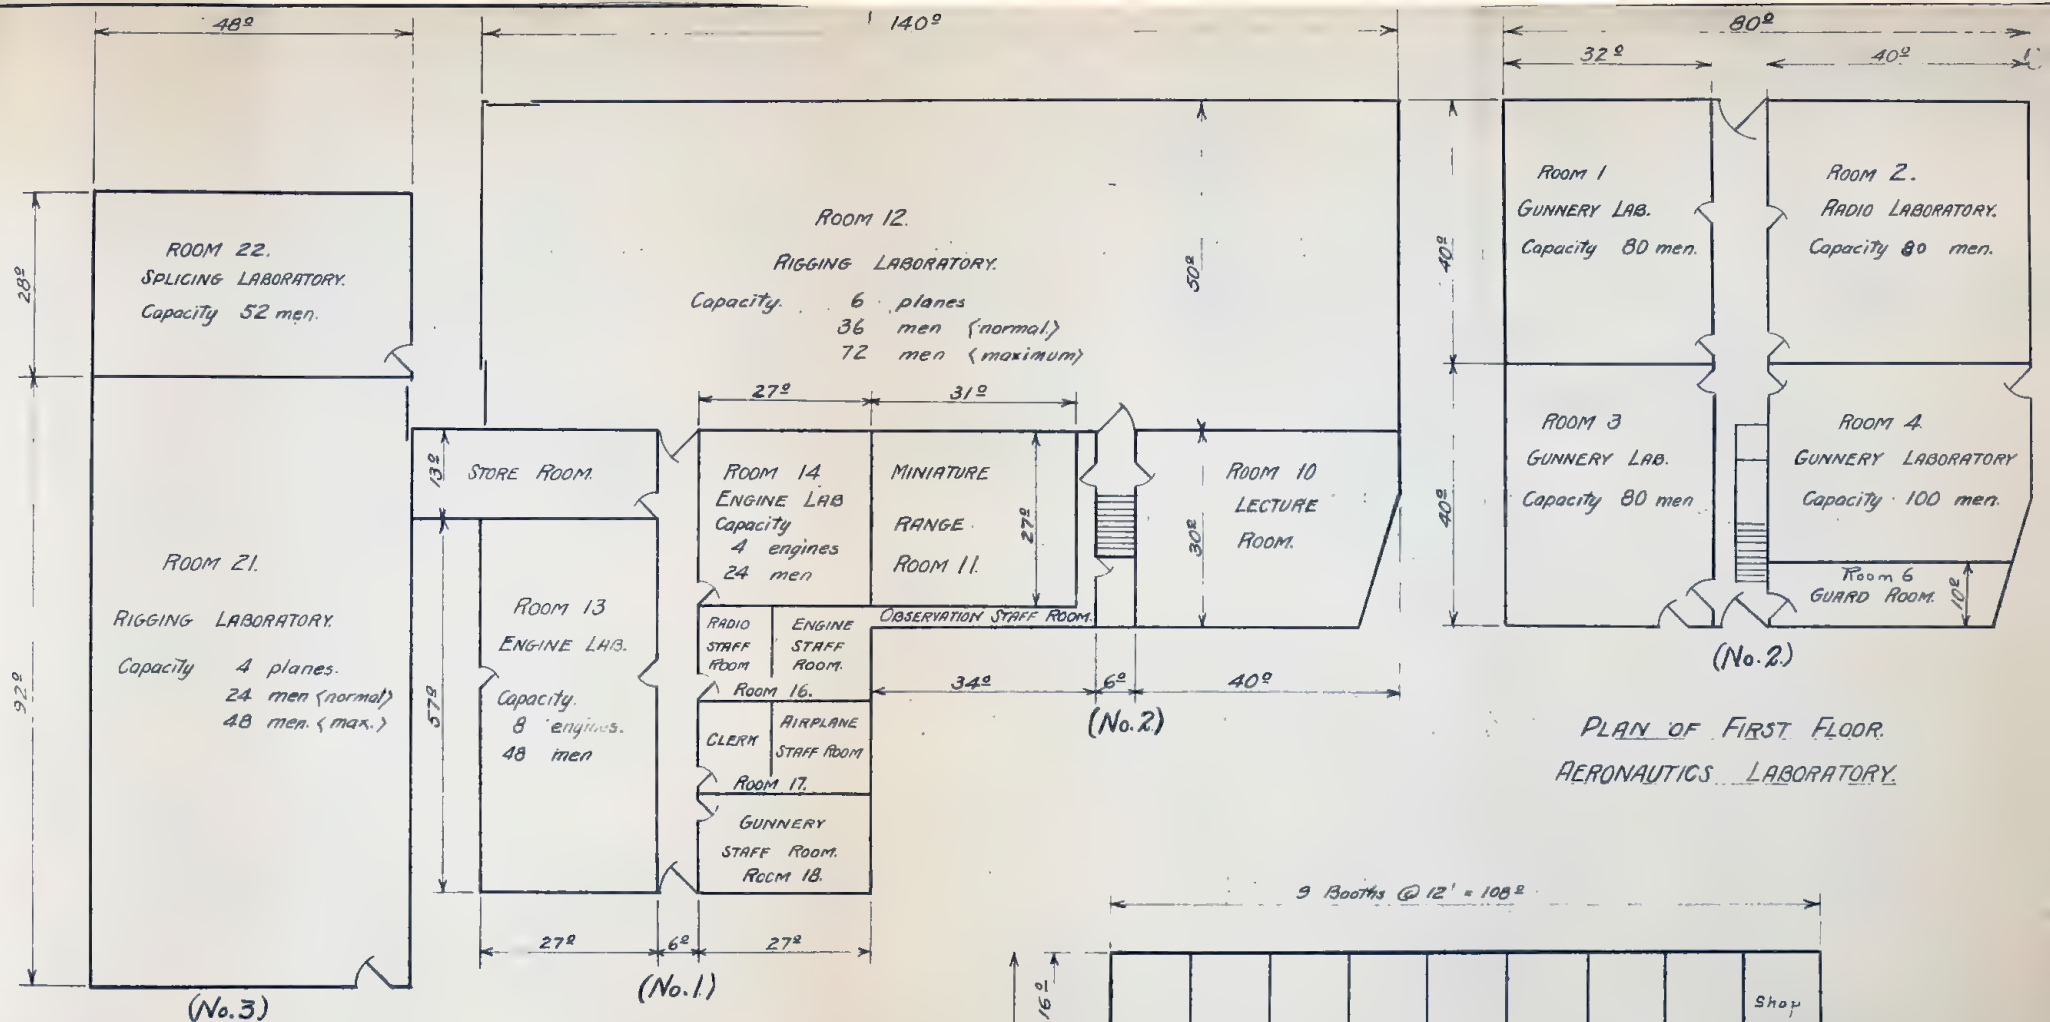 48º
140º
80º
32º
40º
ROOM 22.
SPLICING LABORATORY.
Capacity 52 men.
28º
ROOM 21.
RIGGING LABORATORY.
Capacity 4 planes.
24 men (normal)
48 men. (max.)
92º
(No.3)
ROOM 12.
RIGGING LABORATORY.
Capacity. 6 planes
36 men (normal.)
72 men (maximum)
50º
27º
31º
13º
STORE ROOM.
ROOM 14
ENGINE LAB
Capacity
4 engines
24 men
MINIATURE
RANGE
ROOM 11.
27º
ROOM 10
LECTURE
ROOM.
30º
ROOM 13
ENGINE LAB.
Capacity.
8 engines.
48 men
57º
RADIO
STAFF
ROOM
ENGINE
STAFF
ROOM.
Room 16.
OBSERVATION STAFF ROOM.
CLERK
AIRPLANE
STAFF ROOM
ROOM 17.
GUNNERY
STAFF ROOM.
ROOM 18.
34º
6º
40º
(No.2)
27º
6º
27º
(No.1)
ROOM 1
GUNNERY LAB.
Capacity 80 men.
ROOM 2.
RADIO LABORATORY.
Capacity 80 men.
40º
ROOM 3
GUNNERY LAB.
Capacity 80 men
ROOM 4.
GUNNERY LABORATORY
Capacity 100 men.
40º
Room 6
GUARD ROOM.
10º
(No.2)
PLAN OF FIRST FLOOR.
AERONAUTICS LABORATORY.
9 Booths @ 12' = 108º
16º
Shop